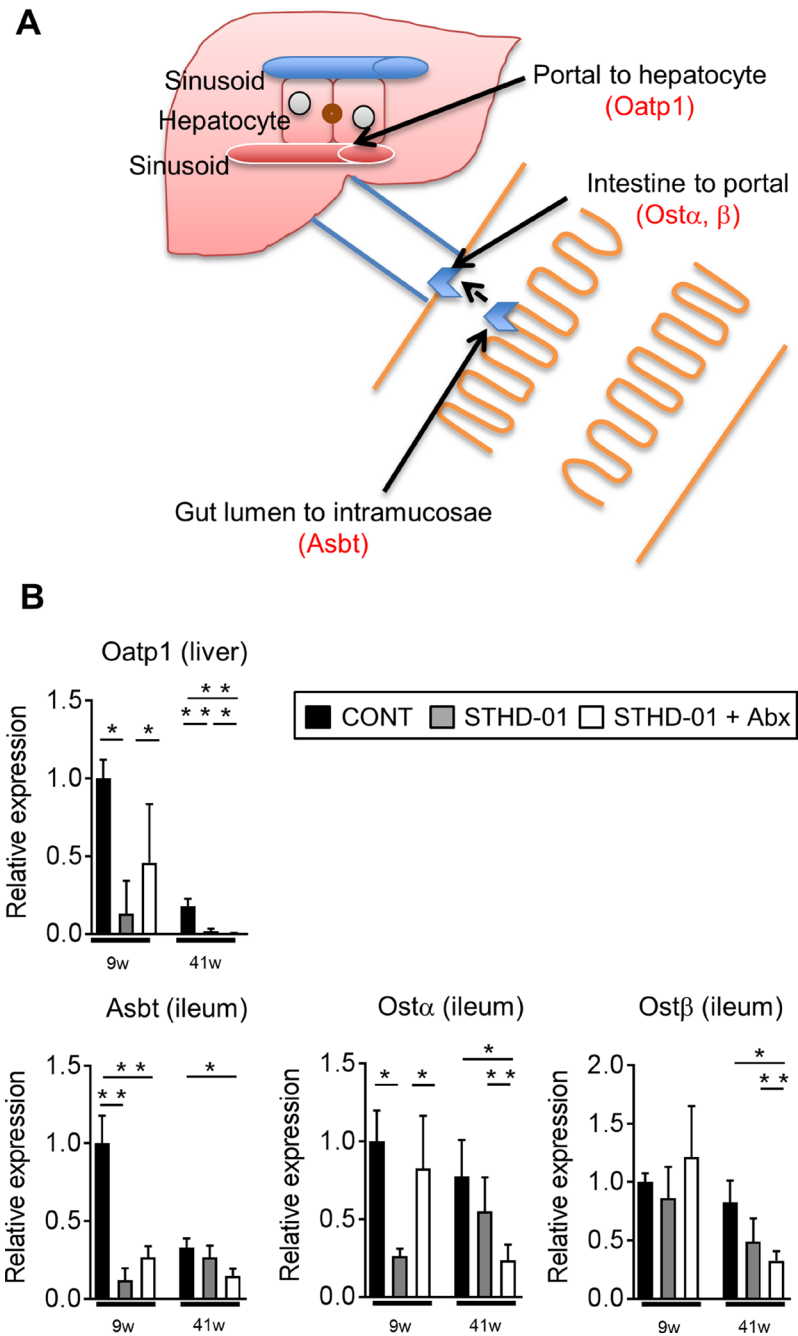 A
Sinusoid
Hepatocyte
Sinusoid
Portal to hepatocyte
(Oatp1)
Intestine to portal
(Ostα, β)
Gut lumen to intramucosae
(Asbt)
B
Oatp1 (liver)
* *
* * * *
* *
1.5
1.0
0.5
0.0
Relative expression
9w
41w
CONT STHD-01 STHD-01 + Abx
Asbt (ileum)
* *
* *
*
1.5
1.0
0.5
0.0
Relative expression
9w
41w
Ostα (ileum)
*
* * * *
1.5
1.0
0.5
0.0
Relative expression
9w
41w
Ostβ (ileum)
*
* *
2.0
1.5
1.0
0.5
0.0
Relative expression
9w
41w